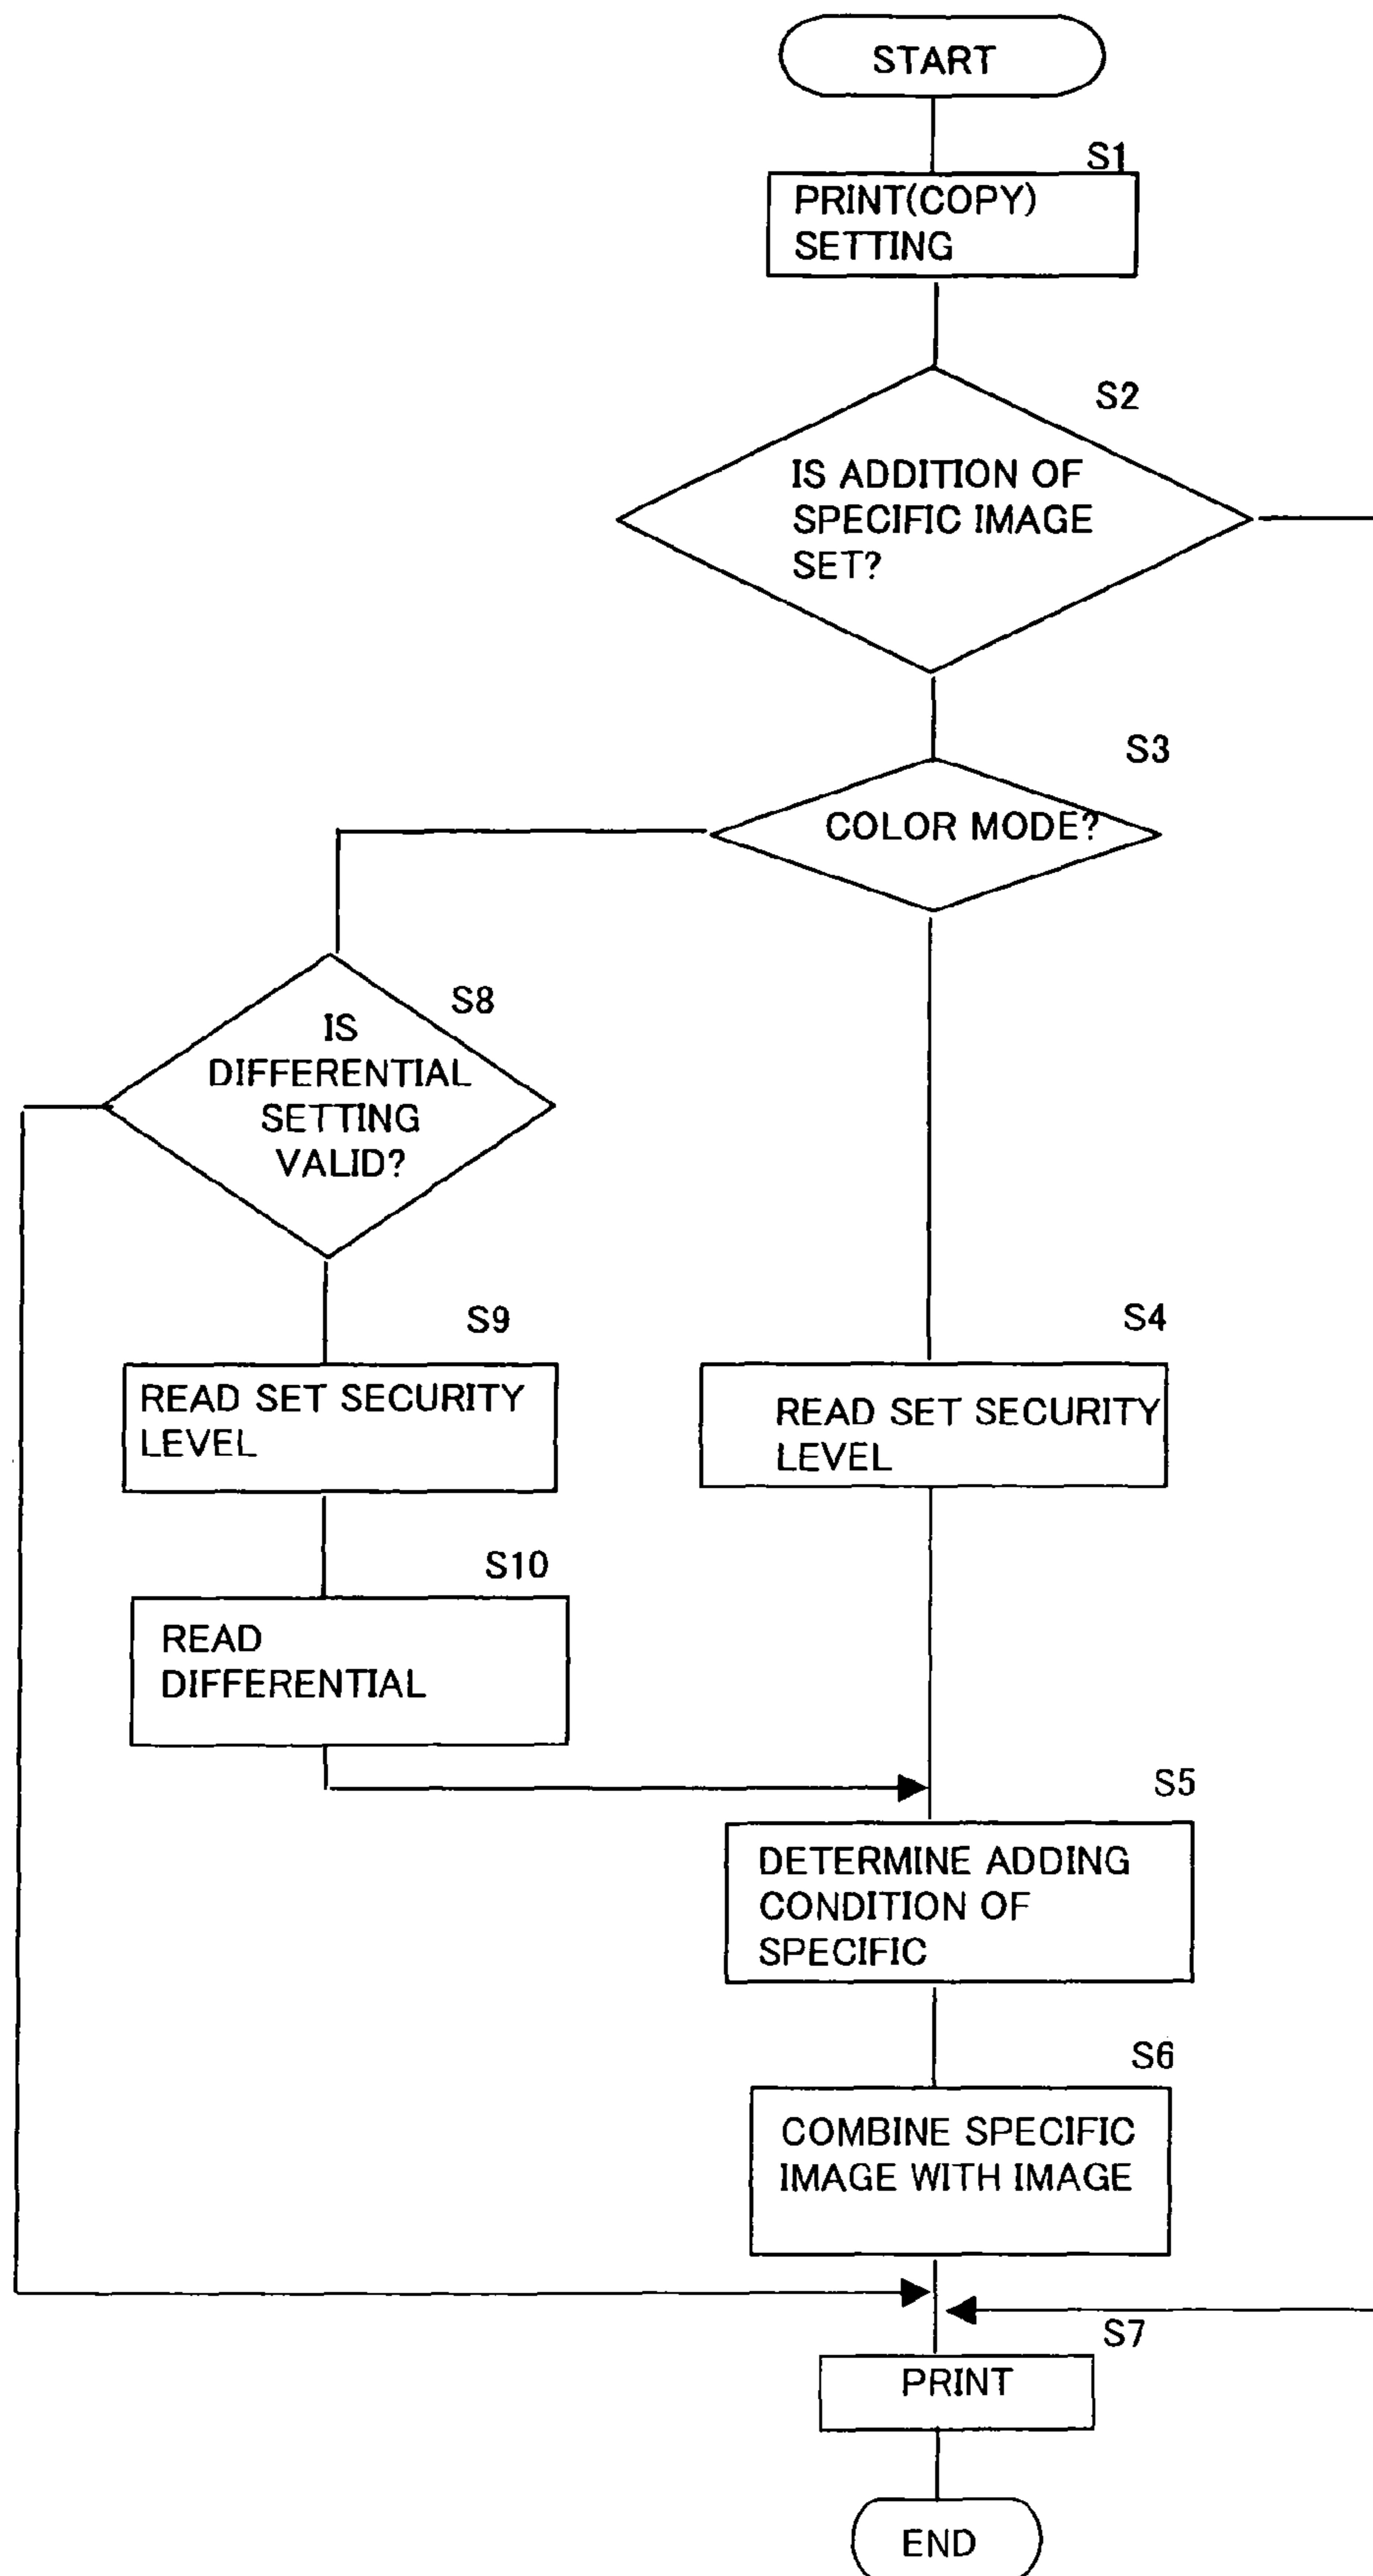 START
S1
PRINT(COPY)
SETTING
S2
IS ADDITION OF
SPECIFIC IMAGE
SET?
S3
COLOR MODE?
S8
IS
DIFFERENTIAL
SETTING
VALID?
S9
READ SET SECURITY
LEVEL
S4
READ SET SECURITY
LEVEL
S10
READ
DIFFERENTIAL
S5
DETERMINE ADDING
CONDITION OF
SPECIFIC
S6
COMBINE SPECIFIC
IMAGE WITH IMAGE
S7
PRINT
END